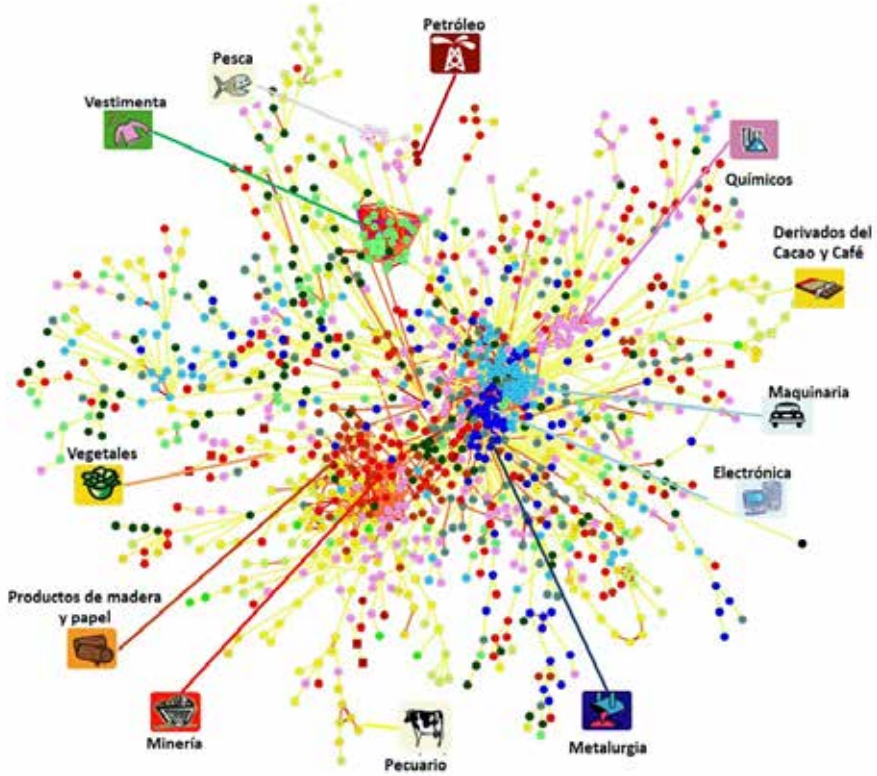 Petróleo
Pesca
Vestimenta
Químicos
Derivados del
Cacao y Café
Maquinaria
Vegetales
Electrónica
Productos de madera
y papel
Minería
Metalurgia
Pecuario